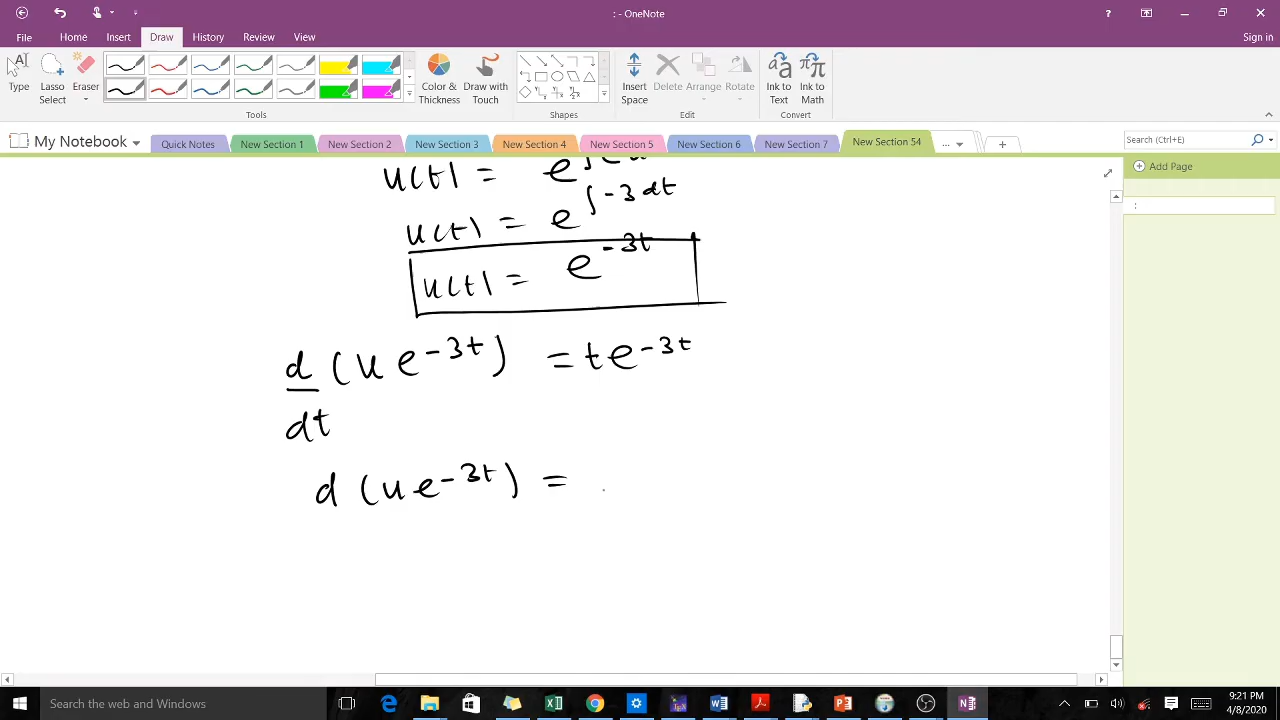 : - OneNote
File Home Insert Draw History Review View
Sign in
Type
Lasso Select
Eraser
Color & Thickness
Draw with Touch
Insert Space
Delete
Arrange
Rotate
Ink to Text
Ink to Math
Tools
Shapes
Edit
Convert
My Notebook
Quick Notes
New Section 1
New Section 2
New Section 3
New Section 4
New Section 5
New Section 6
New Section 7
New Section 54
...
Search (Ctrl+E)
Add Page
:
u(t) = e^∫
u(t) = e^∫-3dt
u(t) = e^-3t
d/dt (u e^-3t) = te^-3t
d (u e^-3t) =
Search the web and Windows
9:21 PM
4/8/2020